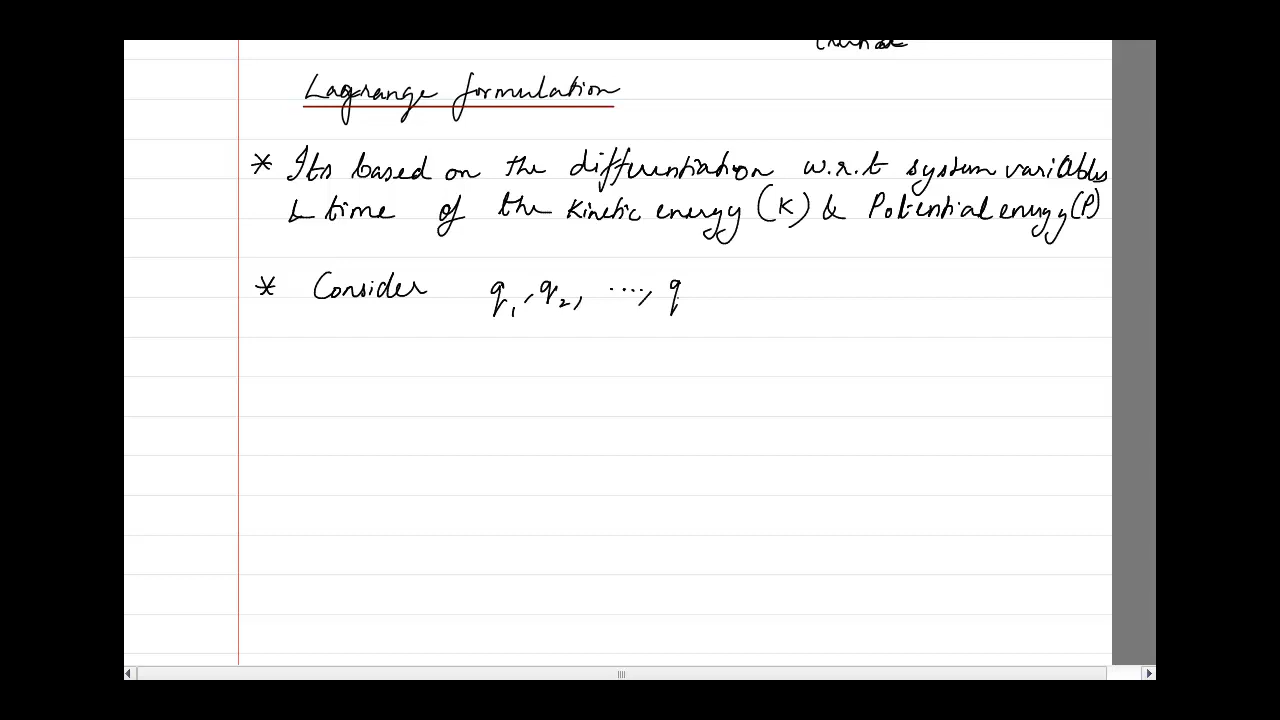 Lagrange formulation
* Its based on the differentiation w.r.t system variables
& time of the kinetic energy (K) & Potential energy (P)
* Consider q₁, q₂, ...., q